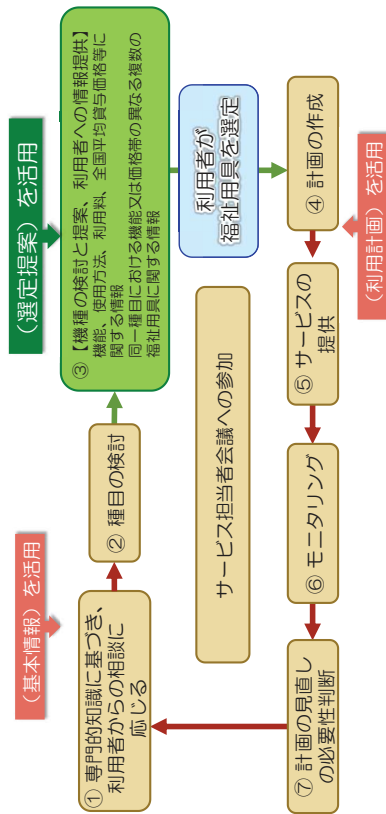 （基本情報）を活用
（選定提案）を活用
① 専門的知識に基づき、
利用者からの相談に
応じる
② 種目の検討
③ 【機種の検討と提案、利用者への情報提供】
機能、使用方法、利用料、全国平均貸与価格等に
関する情報
同一種目における機能又は価格帯の異なる複数の
福祉用具に関する情報
利用者が
福祉用具を選定
サービス担当者会議への参加
④ 計画の作成
（利用計画）を活用
⑤ サービスの
提供
⑥ モニタリング
⑦ 計画の見直し
の必要性判断